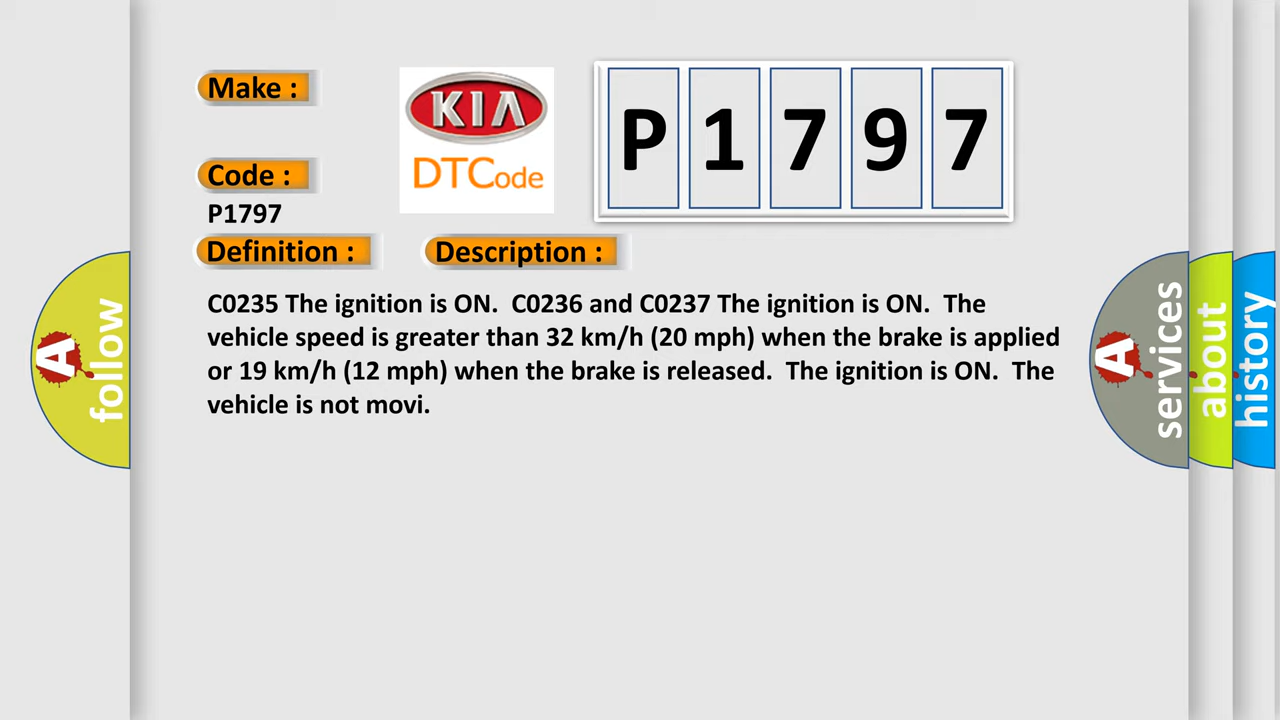 Make :
KIA
DTCode
P1797
Code :
P1797
Definition :
Description :
C0235 The ignition is ON. C0236 and C0237 The ignition is ON. The
vehicle speed is greater than 32 km/h (20 mph) when the brake is applied
or 19 km/h (12 mph) when the brake is released. The ignition is ON. The
vehicle is not movi.
A follow
A services
about
history